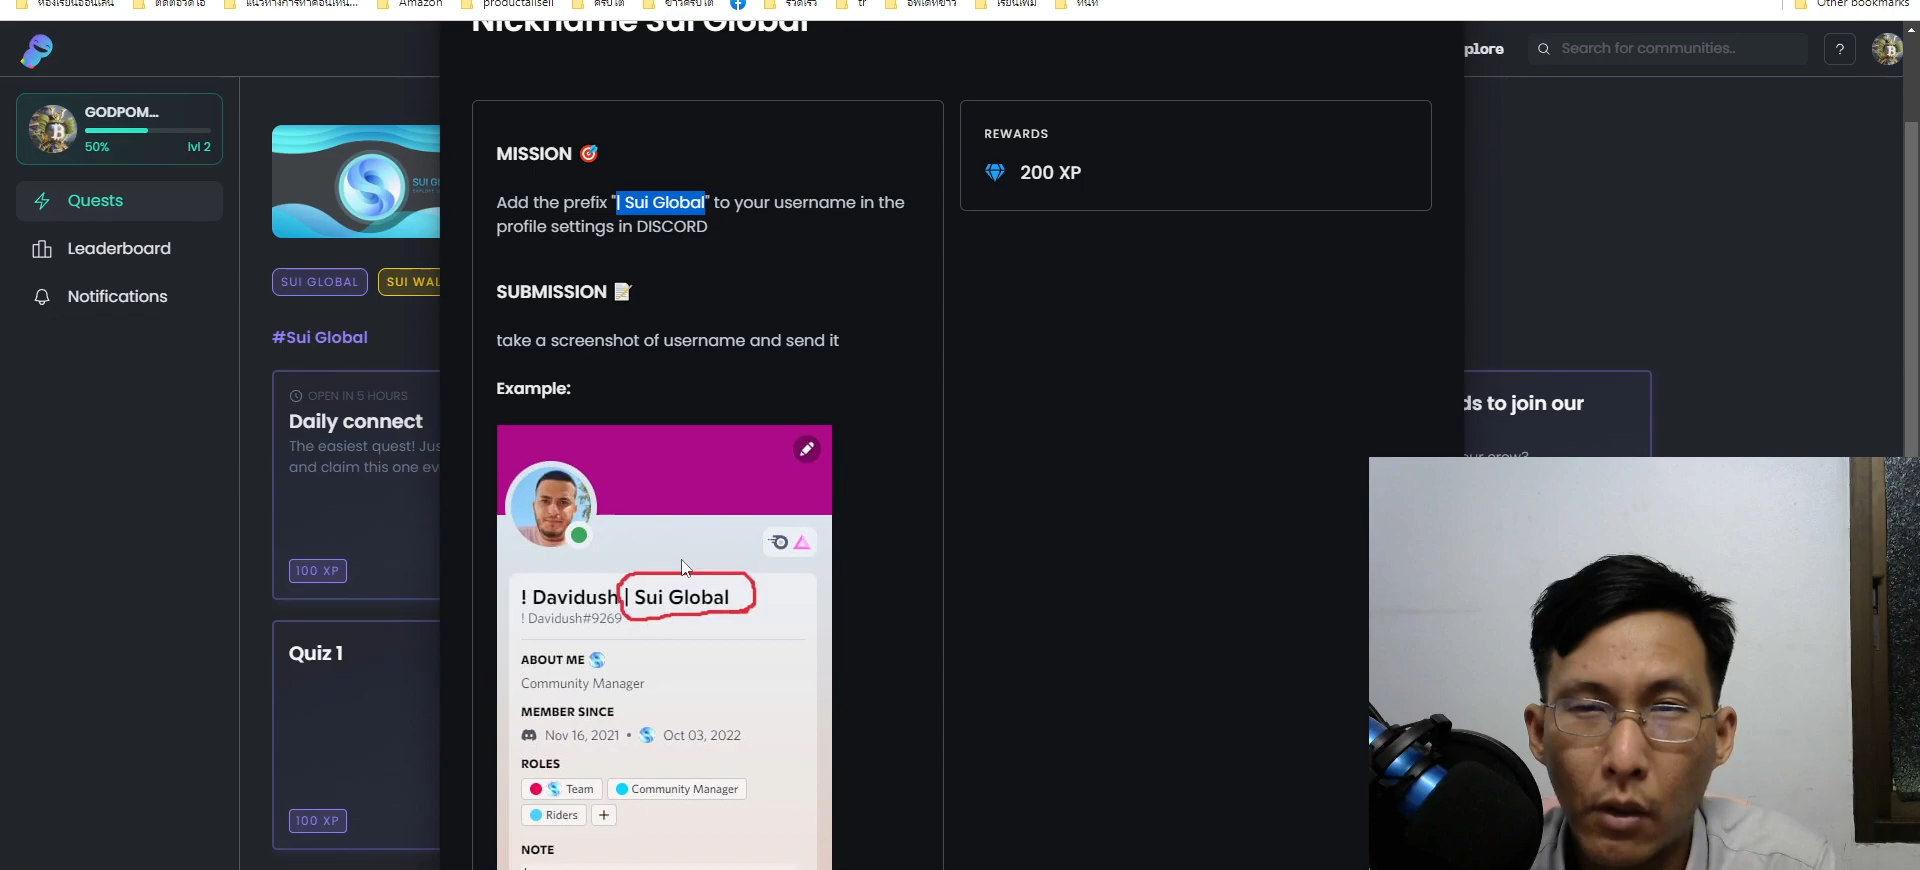 Amazon
productallsell
Other bookmarks
Nickname Sui Global
plore
Search for communities..
?
GODPOM...
50%
lvl 2
Quests
Leaderboard
Notifications
SUI GLOBAL
SUI WAL
#Sui Global
OPEN IN 5 HOURS
Daily connect
The easiest quest! Jus
and claim this one ev
100 XP
Quiz 1
100 XP
MISSION 🎯
Add the prefix "| Sui Global" to your username in the
profile settings in DISCORD
SUBMISSION 📝
take a screenshot of username and send it
Example:
! Davidush | Sui Global
! Davidush#9269
ABOUT ME
Community Manager
MEMBER SINCE
Nov 16, 2021 • Oct 03, 2022
ROLES
Team
Community Manager
Riders
+
NOTE
REWARDS
200 XP
ds to join our